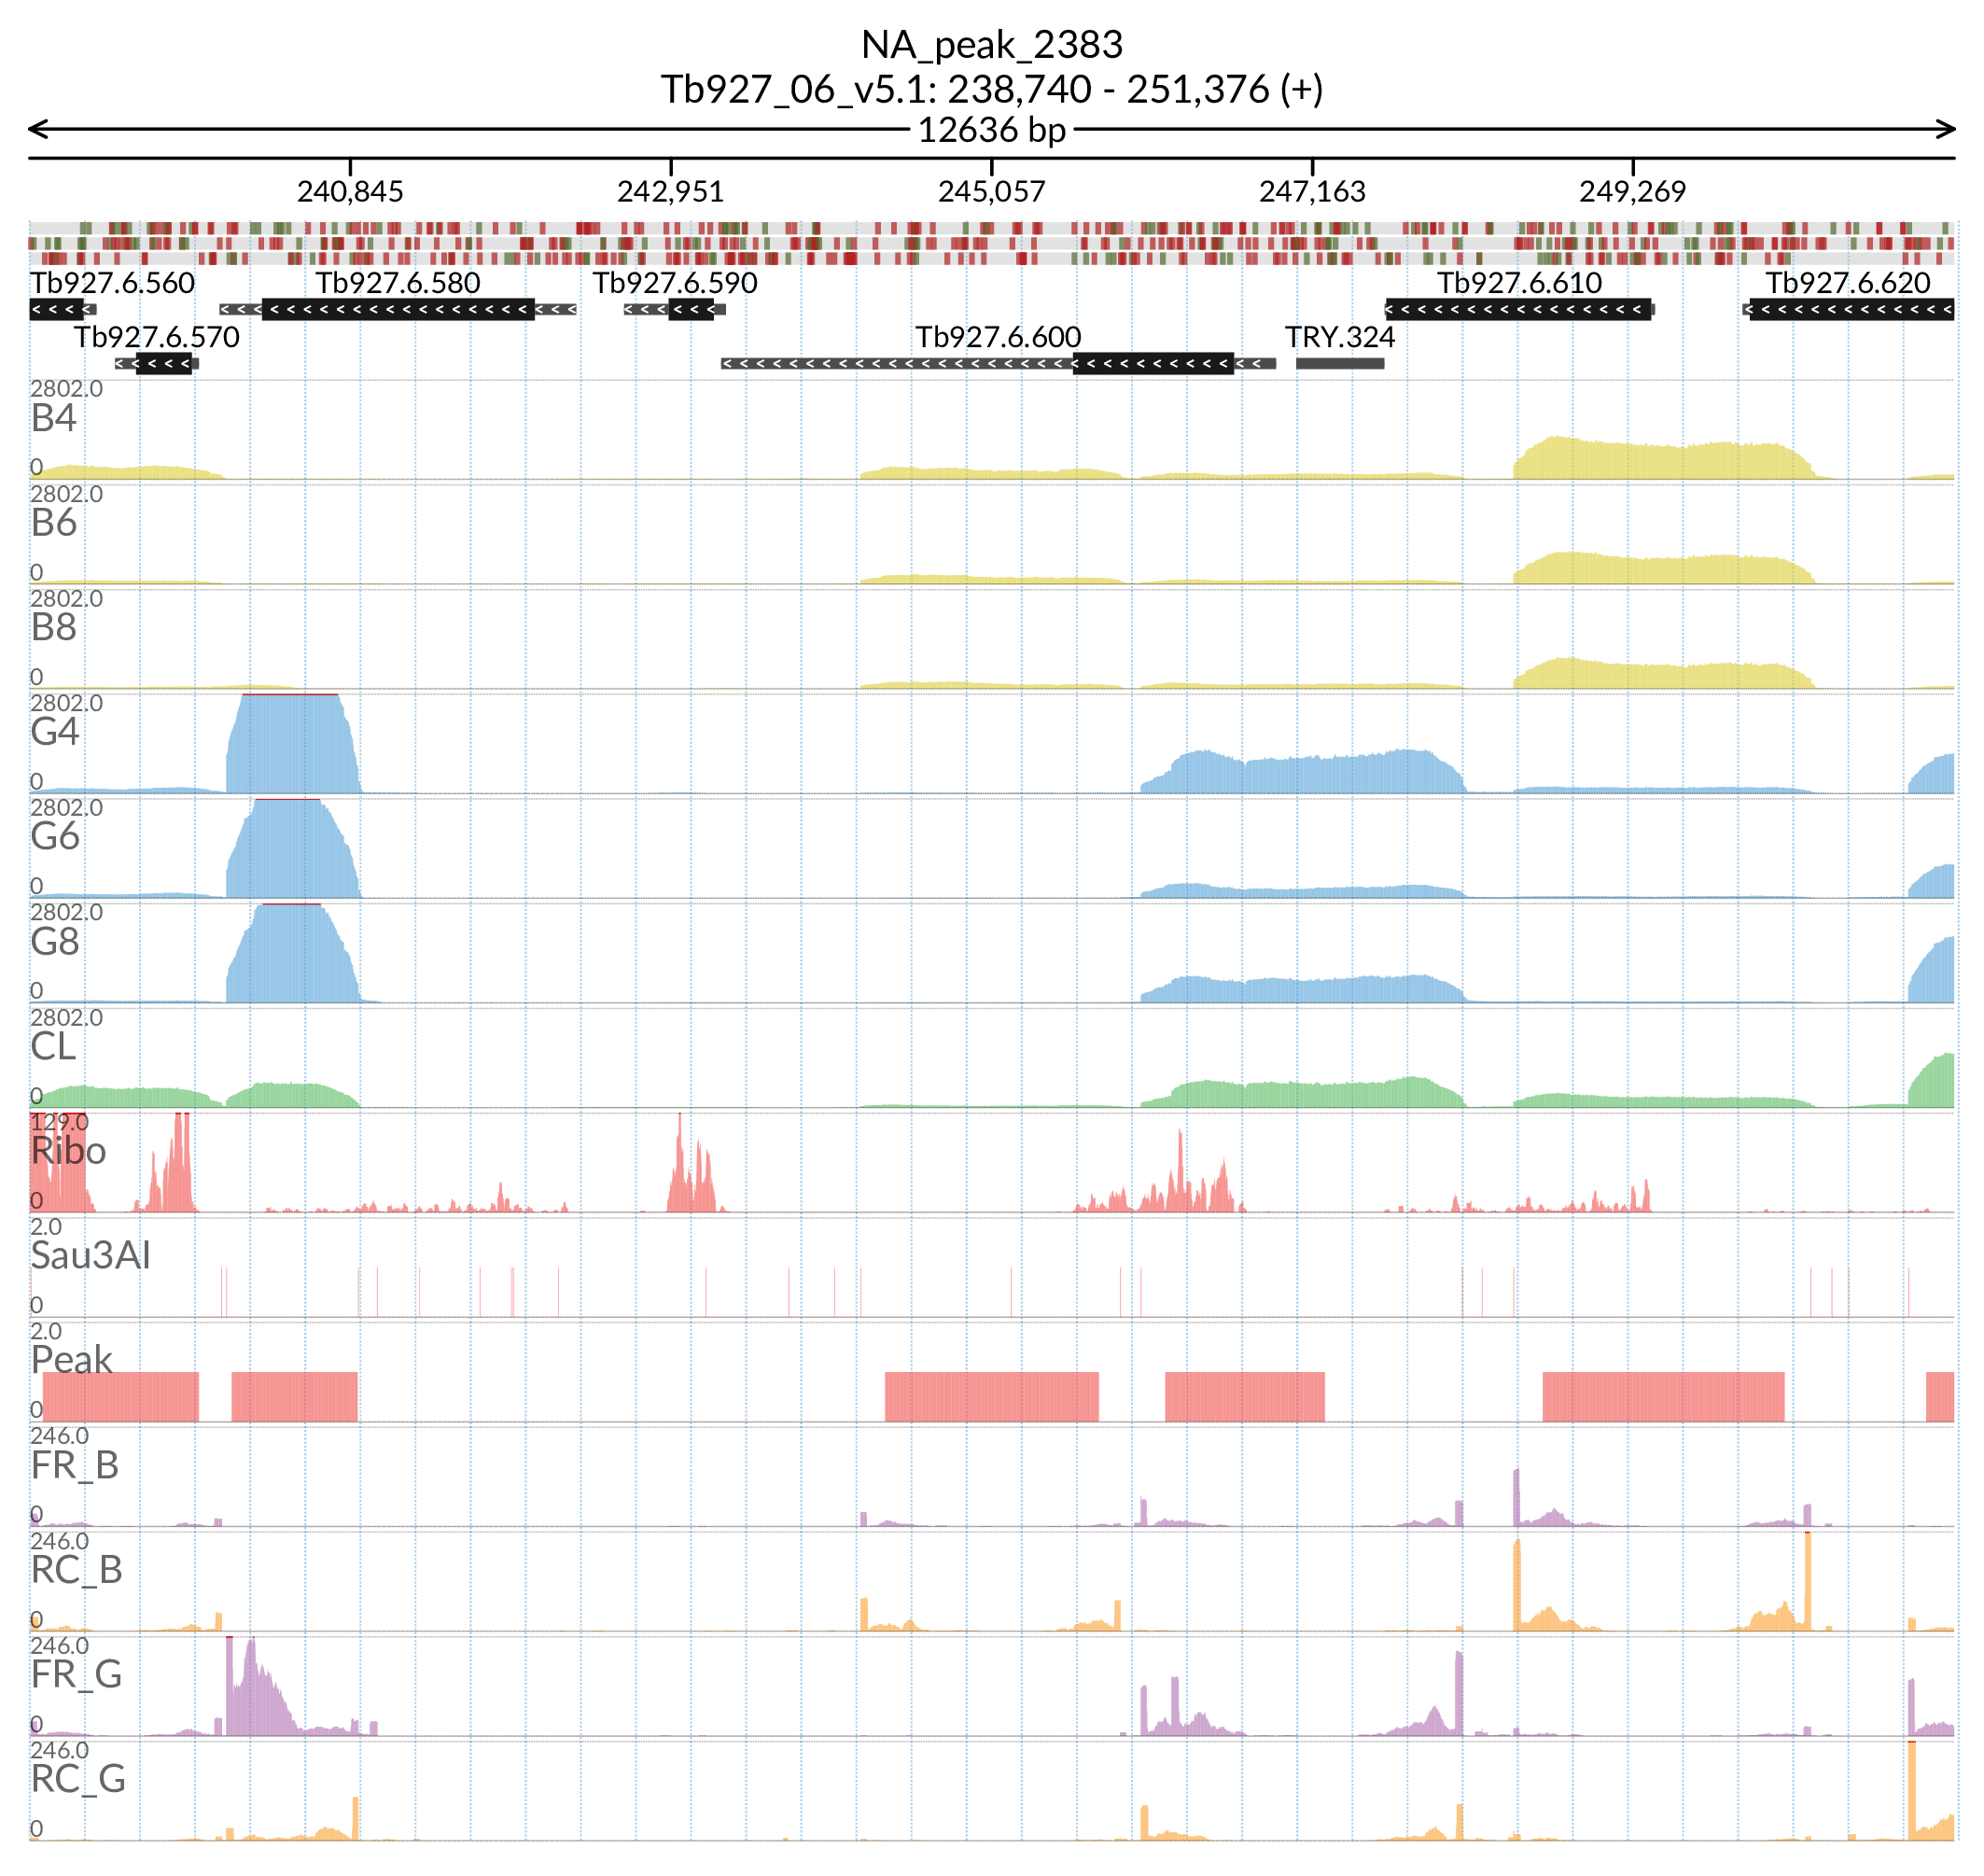 NA_peak_2383
Tb927_06_v5.1: 238,740 - 251,376 (+)
12636 bp
240,845 242,951 245,057 247,163 249,269
Tb927.6.560 Tb927.6.580 Tb927.6.590 Tb927.6.610 Tb927.6.620
Tb927.6.570 Tb927.6.600 TRY.324
2802.0
B4
0
2802.0
B6
0
2802.0
B8
0
2802.0
G4
0
2802.0
G6
0
2802.0
G8
0
2802.0
CL
0
129.0
Ribo
0
2.0
Sau3AI
0
2.0
Peak
0
246.0
FR_B
0
246.0
RC_B
0
246.0
FR_G
0
246.0
RC_G
0